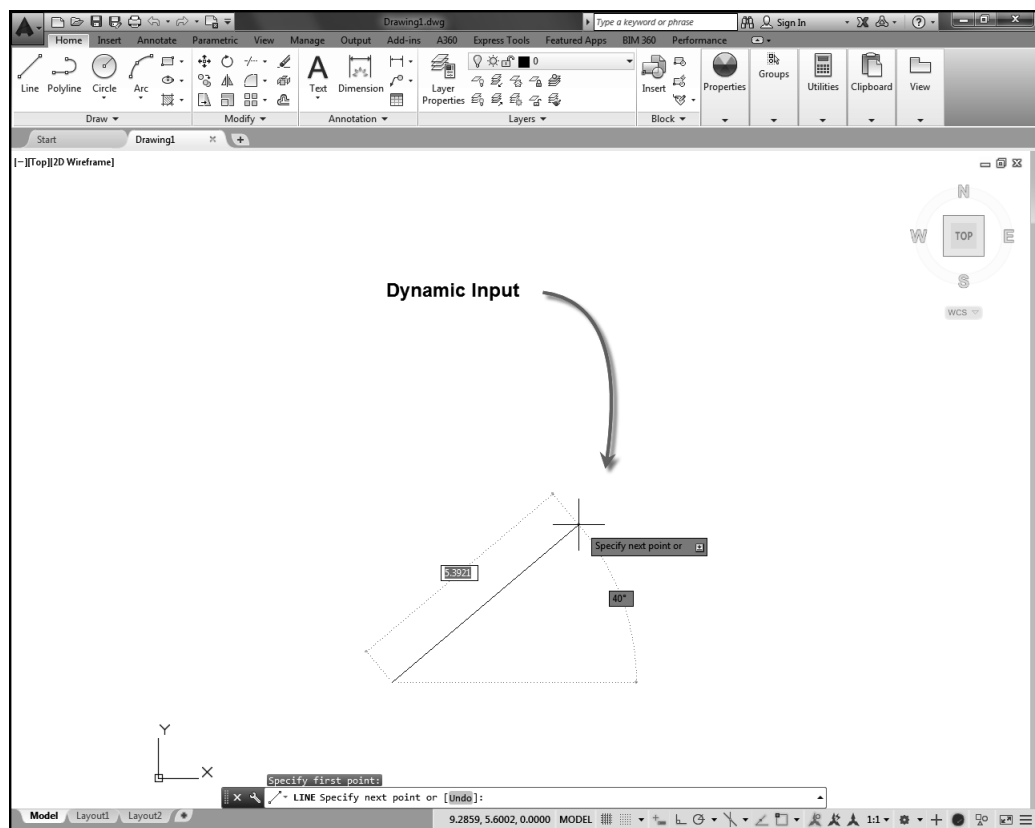 Drawing1.dwg
Type a keyword or phrase
Sign In
Home Insert Annotate Parametric View Manage Output Add-ins A360 Express Tools Featured Apps BIM 360 Performance
0
Line Polyline Circle Arc Text Dimension Layer Properties Insert Properties Groups Utilities Clipboard View
Draw Modify Annotation Layers Block
Start Drawing1
[−][Top][2D Wireframe]
N
W TOP E
S
WCS
Dynamic Input
Specify next point or
5.3921
40°
Y
X
Specify first point:
LINE Specify next point or [Undo]:
Model Layout1 Layout2
9.2859, 5.6002, 0.0000 MODEL 1:1